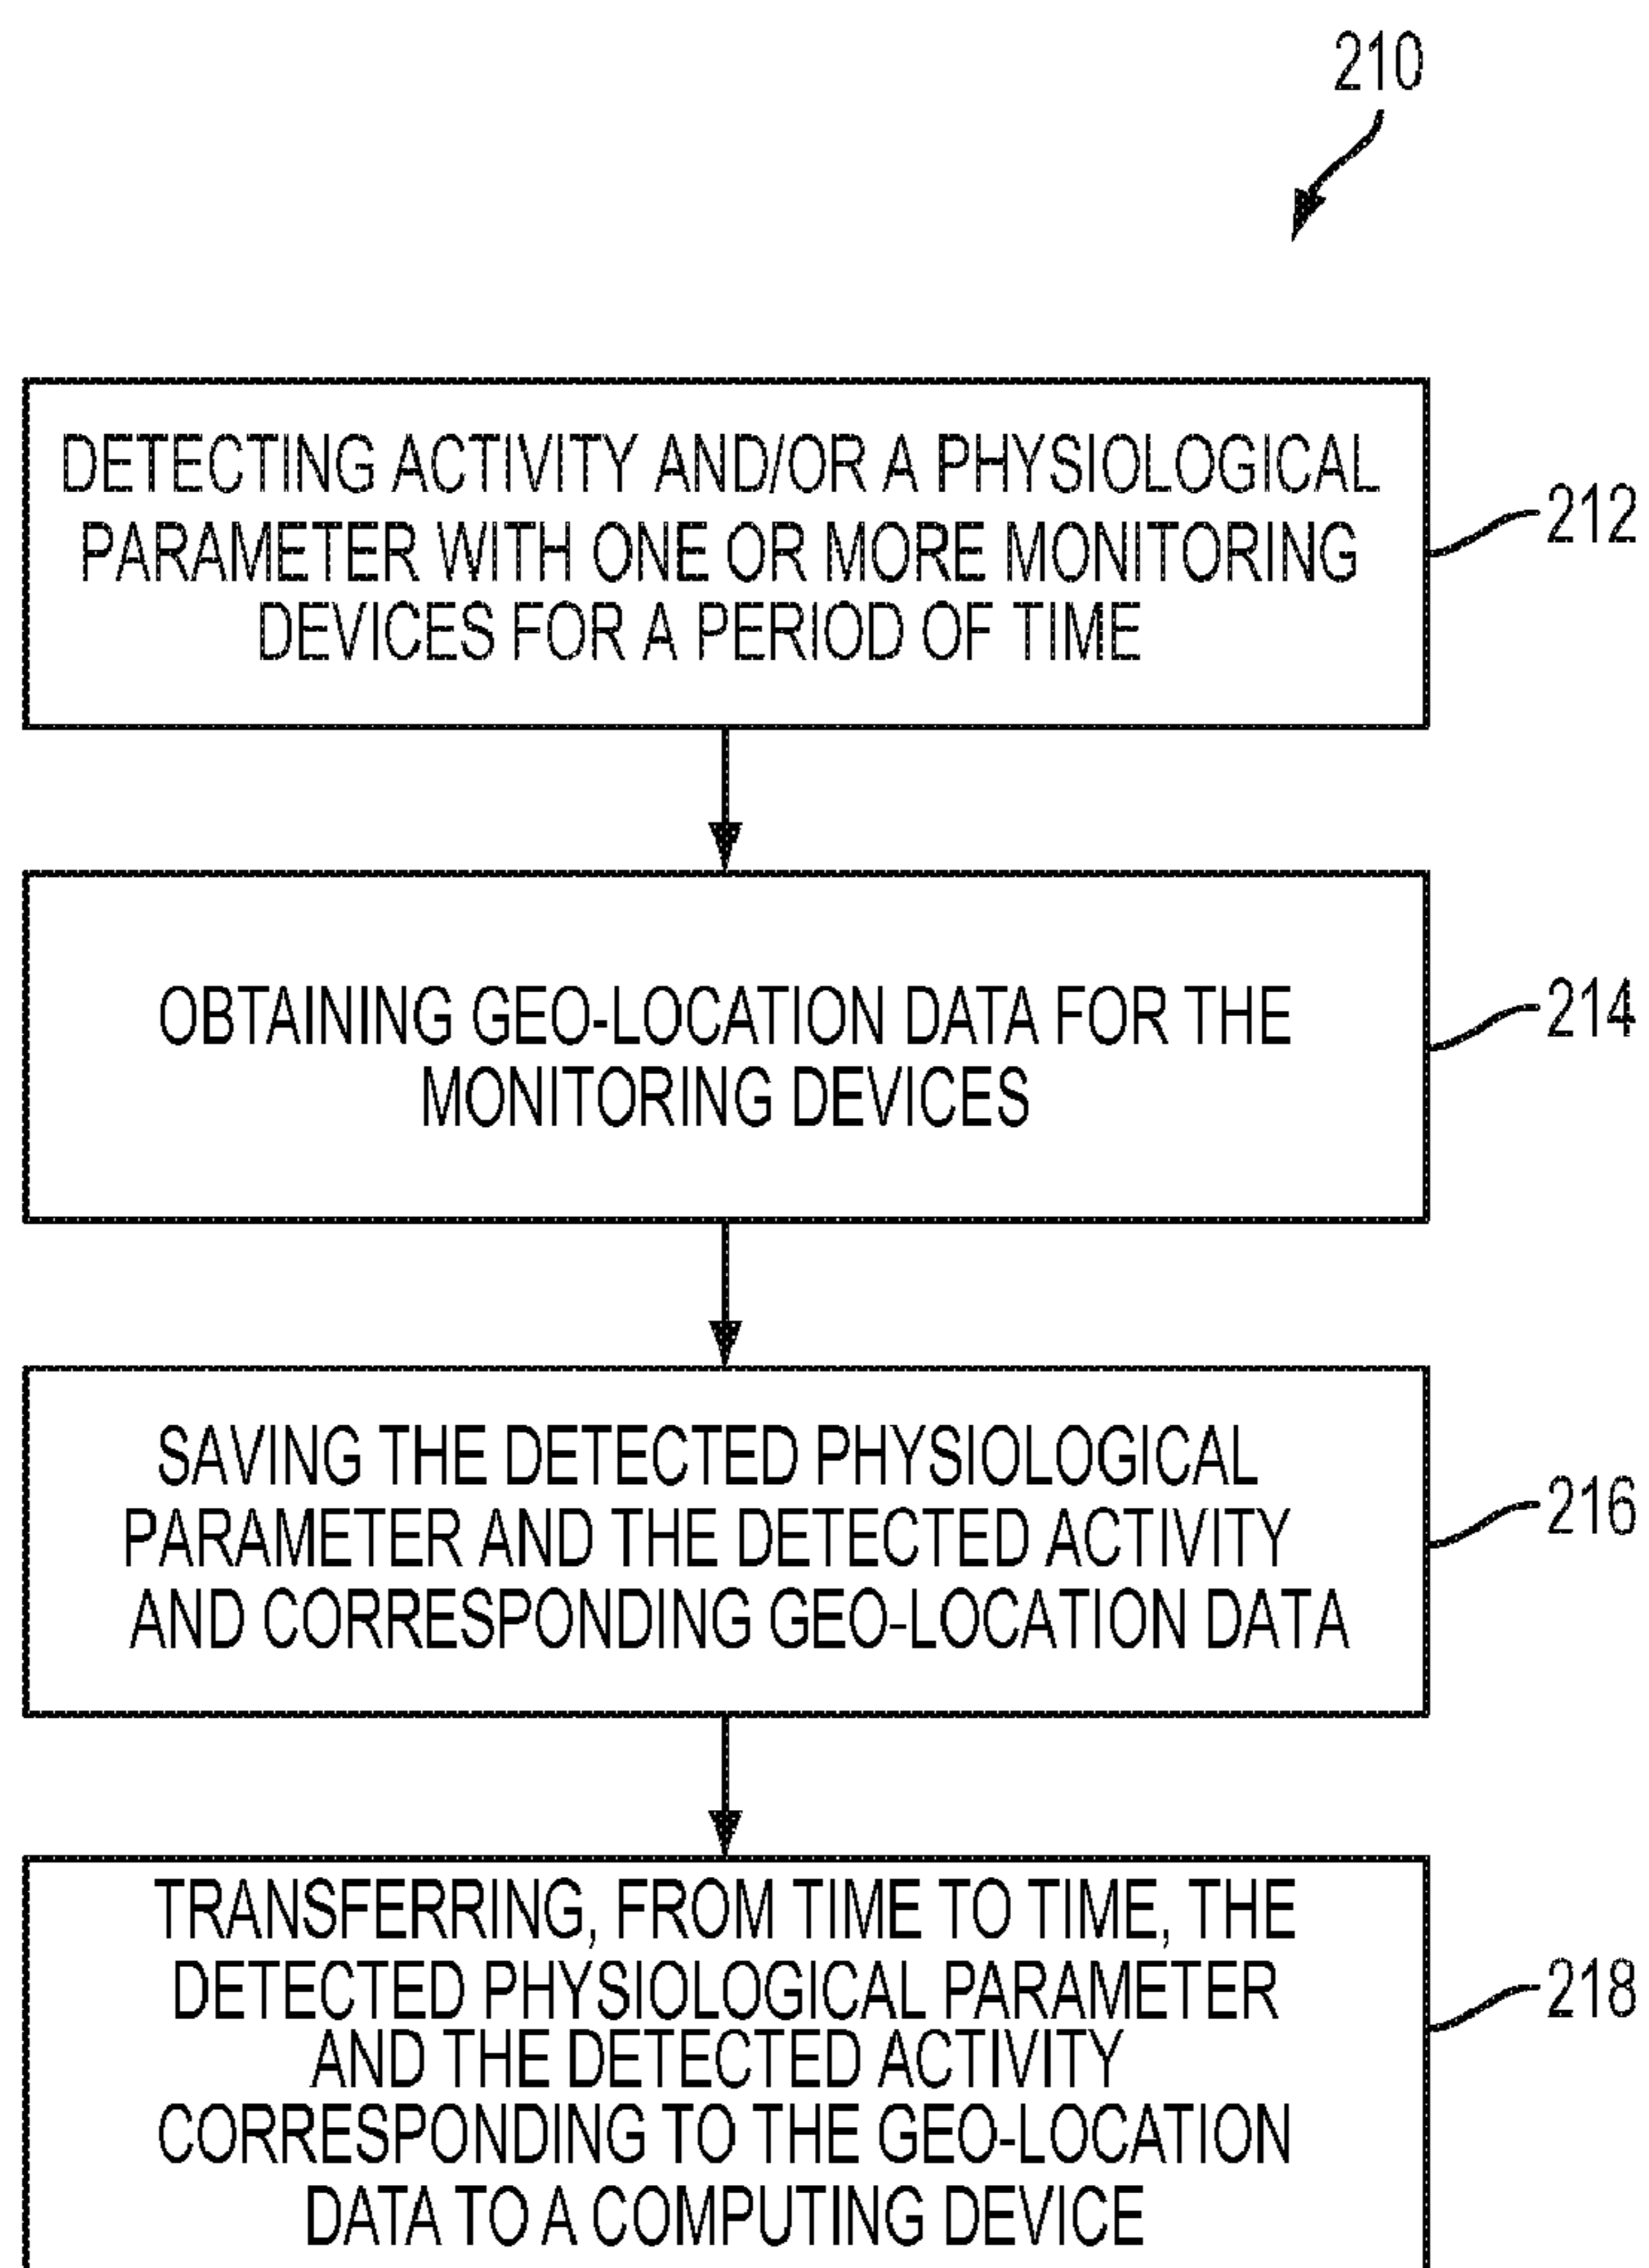 210
DETECTING ACTIVITY AND/OR A PHYSIOLOGICAL
PARAMETER WITH ONE OR MORE MONITORING
DEVICES FOR A PERIOD OF TIME
212
OBTAINING GEO-LOCATION DATA FOR THE
MONITORING DEVICES
214
SAVING THE DETECTED PHYSIOLOGICAL
PARAMETER AND THE DETECTED ACTIVITY
AND CORRESPONDING GEO-LOCATION DATA
216
TRANSFERRING, FROM TIME TO TIME, THE
DETECTED PHYSIOLOGICAL PARAMETER
AND THE DETECTED ACTIVITY
CORRESPONDING TO THE GEO-LOCATION
DATA TO A COMPUTING DEVICE
218